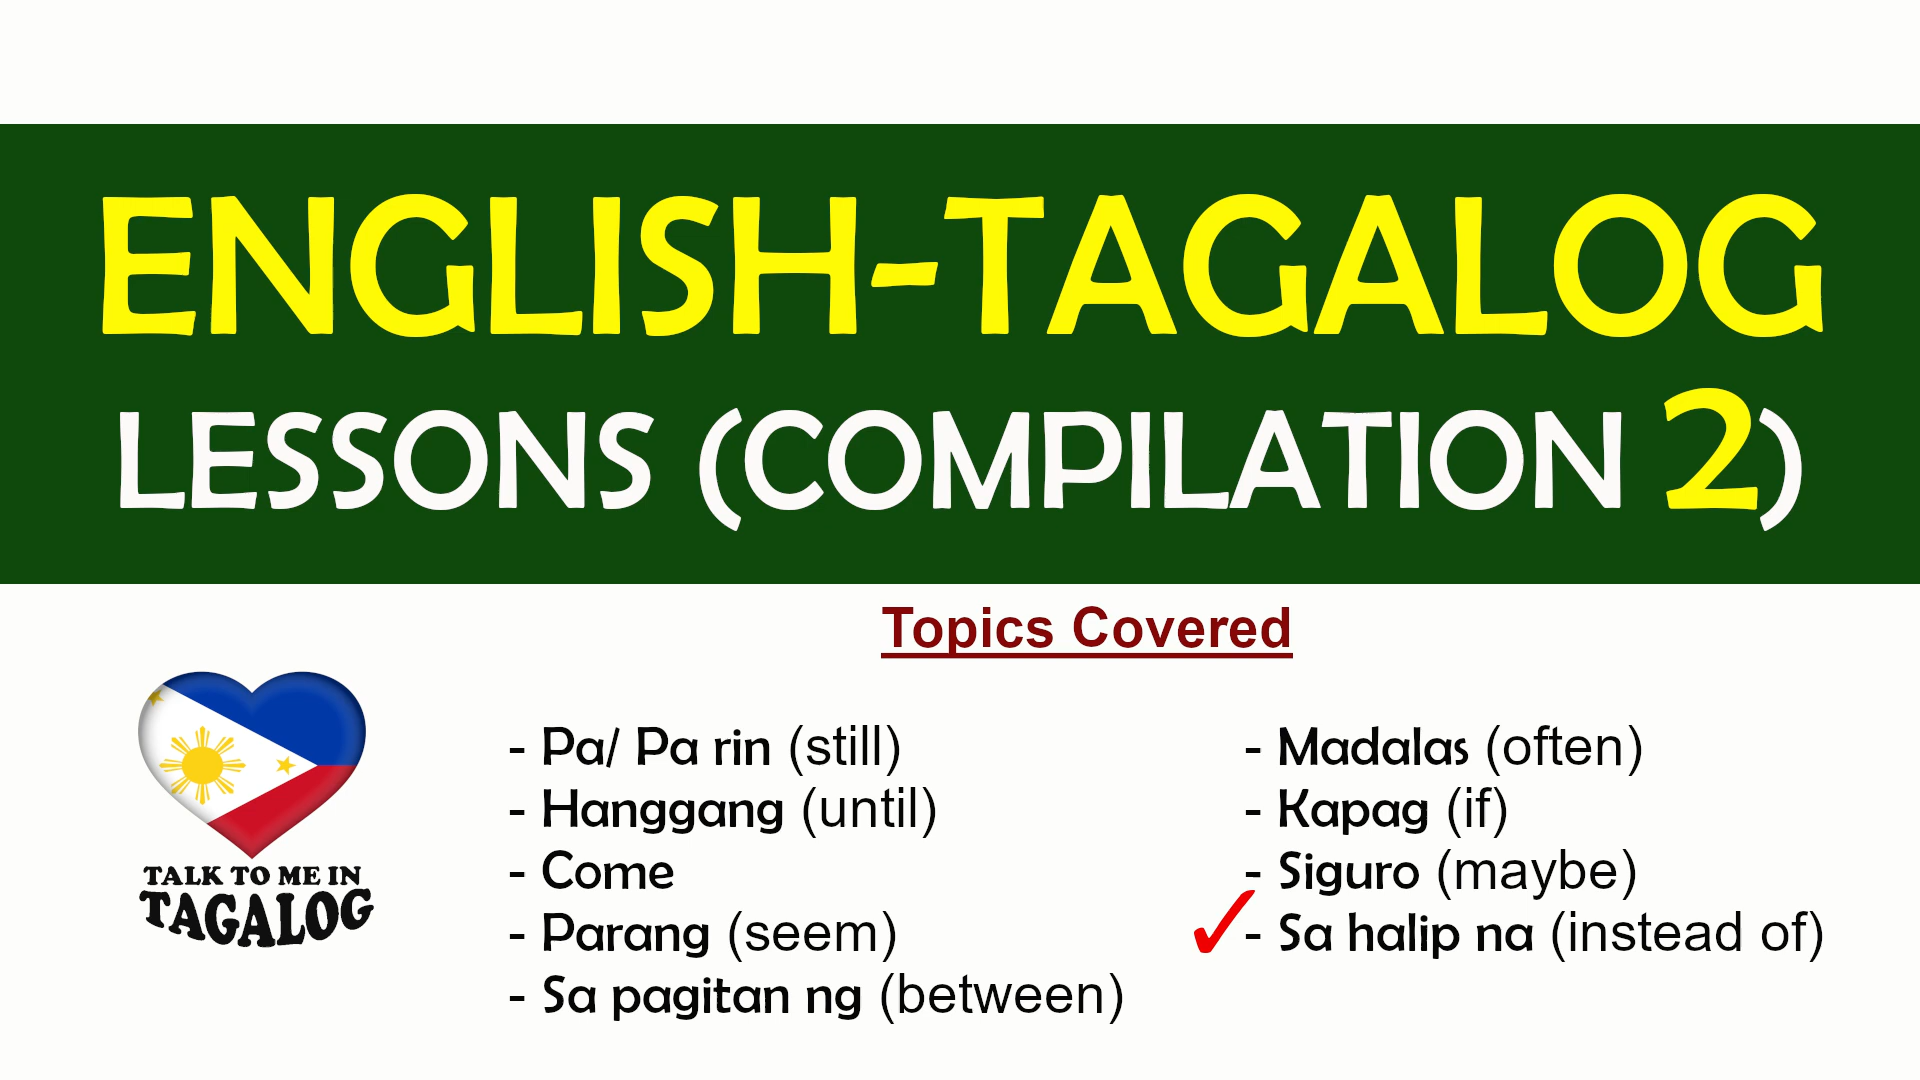 ENGLISH-TAGALOG
LESSONS (COMPILATION 2)
Topics Covered
TALK TO ME IN
TAGALOG
- Pa/ Pa rin (still)
- Hanggang (until)
- Come
- Parang (seem)
- Sa pagitan ng (between)
- Madalas (often)
- Kapag (if)
- Siguro (maybe)
- Sa halip na (instead of)